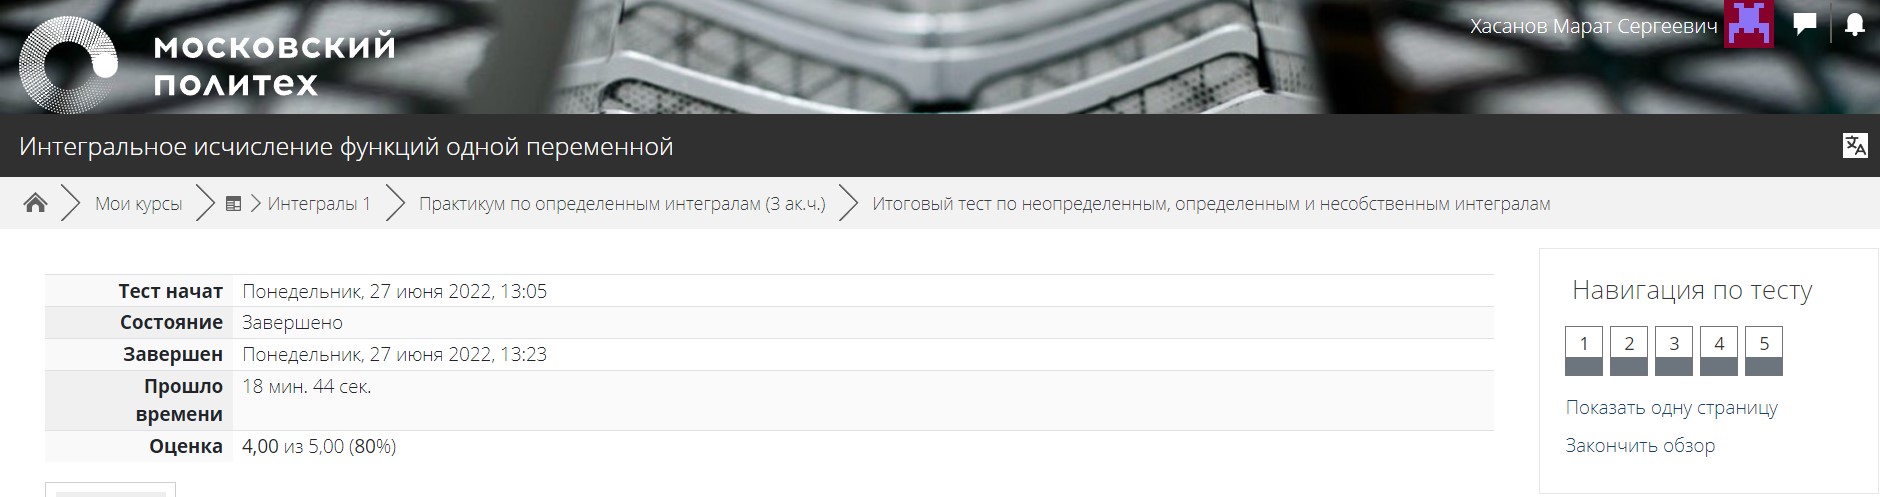 Хасанов Марат Сергеевич
МОСКОВСКИЙ
ПОЛИТЕХ
Интегральное исчисление функций одной переменной
Мои курсы Интегралы 1 Практикум по определенным интегралам (3 ак.ч.) Итоговый тест по неопределенным, определенным и несобственным интегралам
Тест начат Понедельник, 27 июня 2022, 13:05
Состояние Завершено
Завершен Понедельник, 27 июня 2022, 13:23
Прошло времени 18 мин. 44 сек.
Оценка 4,00 из 5,00 (80%)
Навигация по тесту
1 2 3 4 5
Показать одну страницу
Закончить обзор